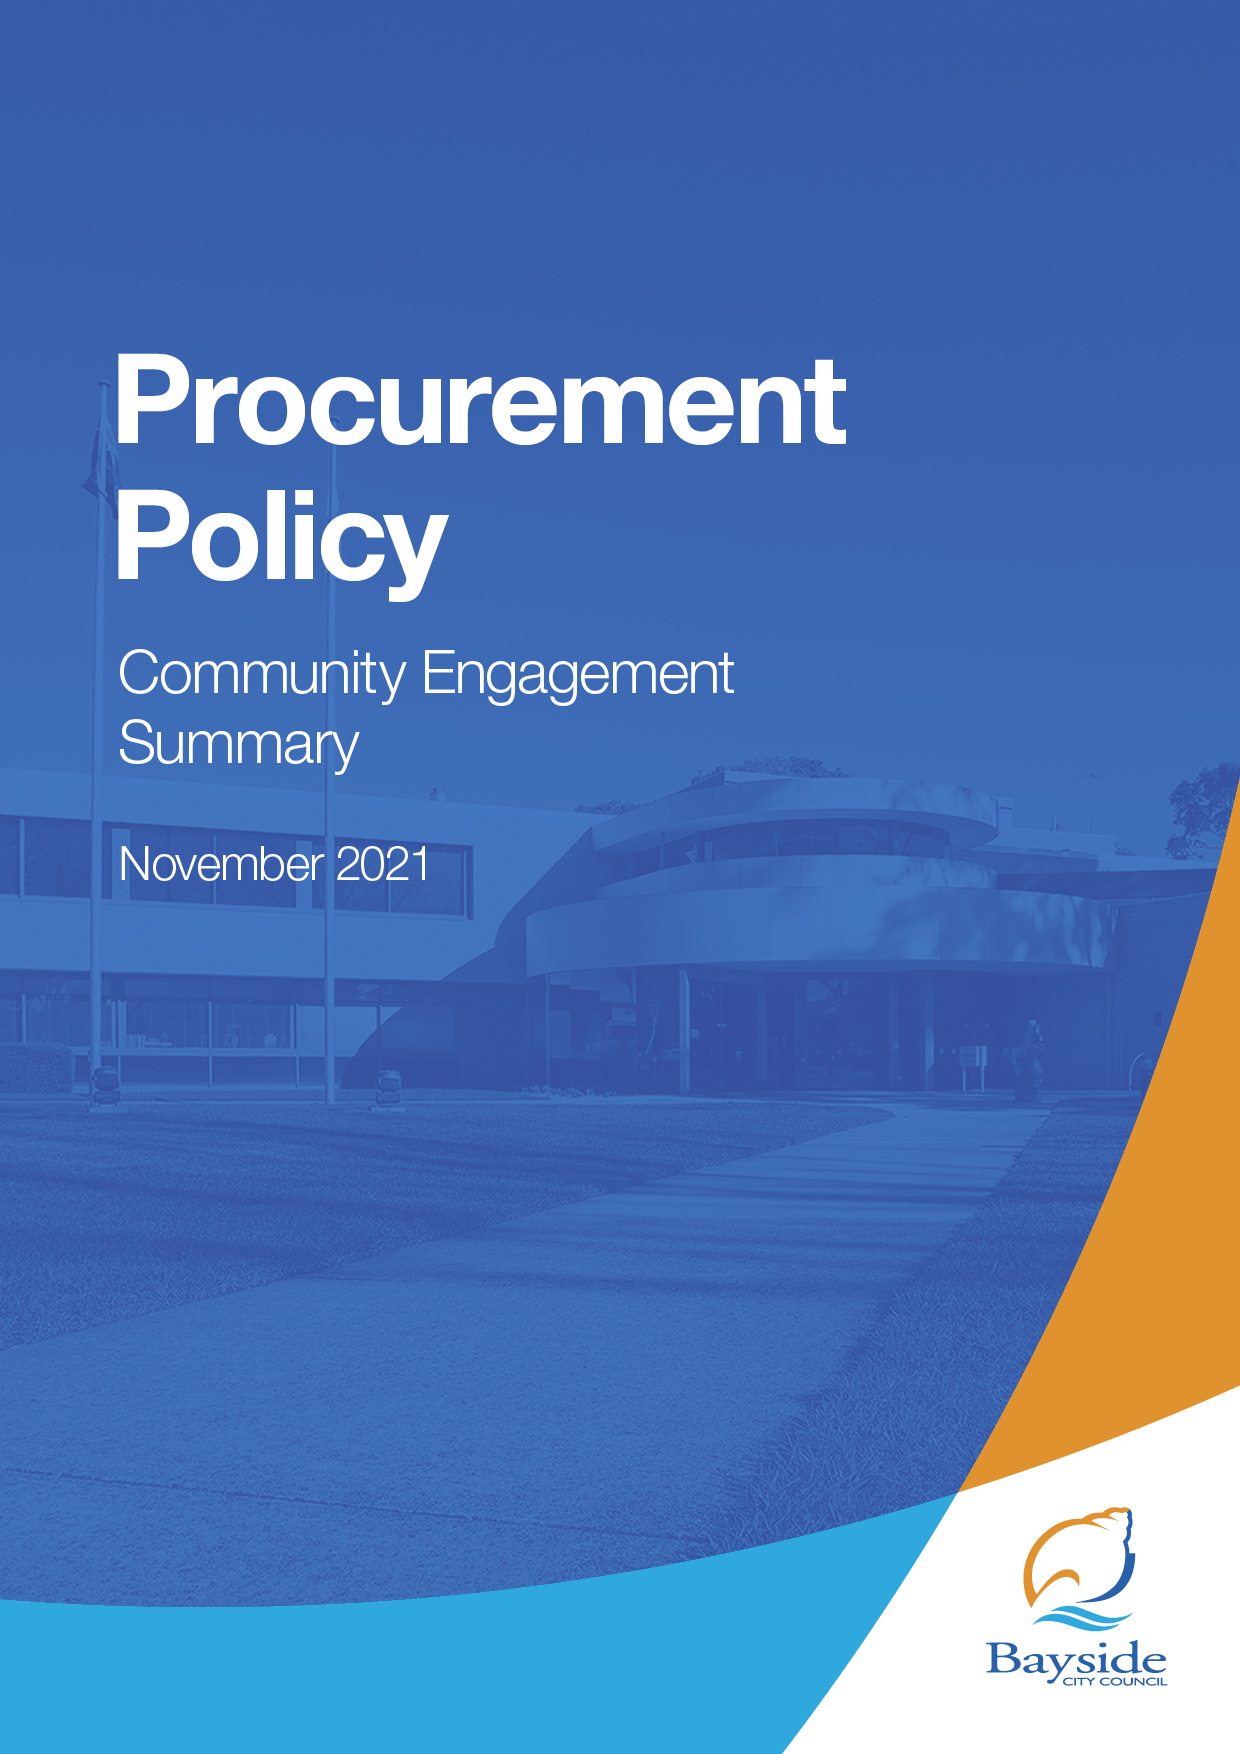 Procurement
Policy
Community Engagement
Summary
November 2021
Bayside
CITY COUNCIL